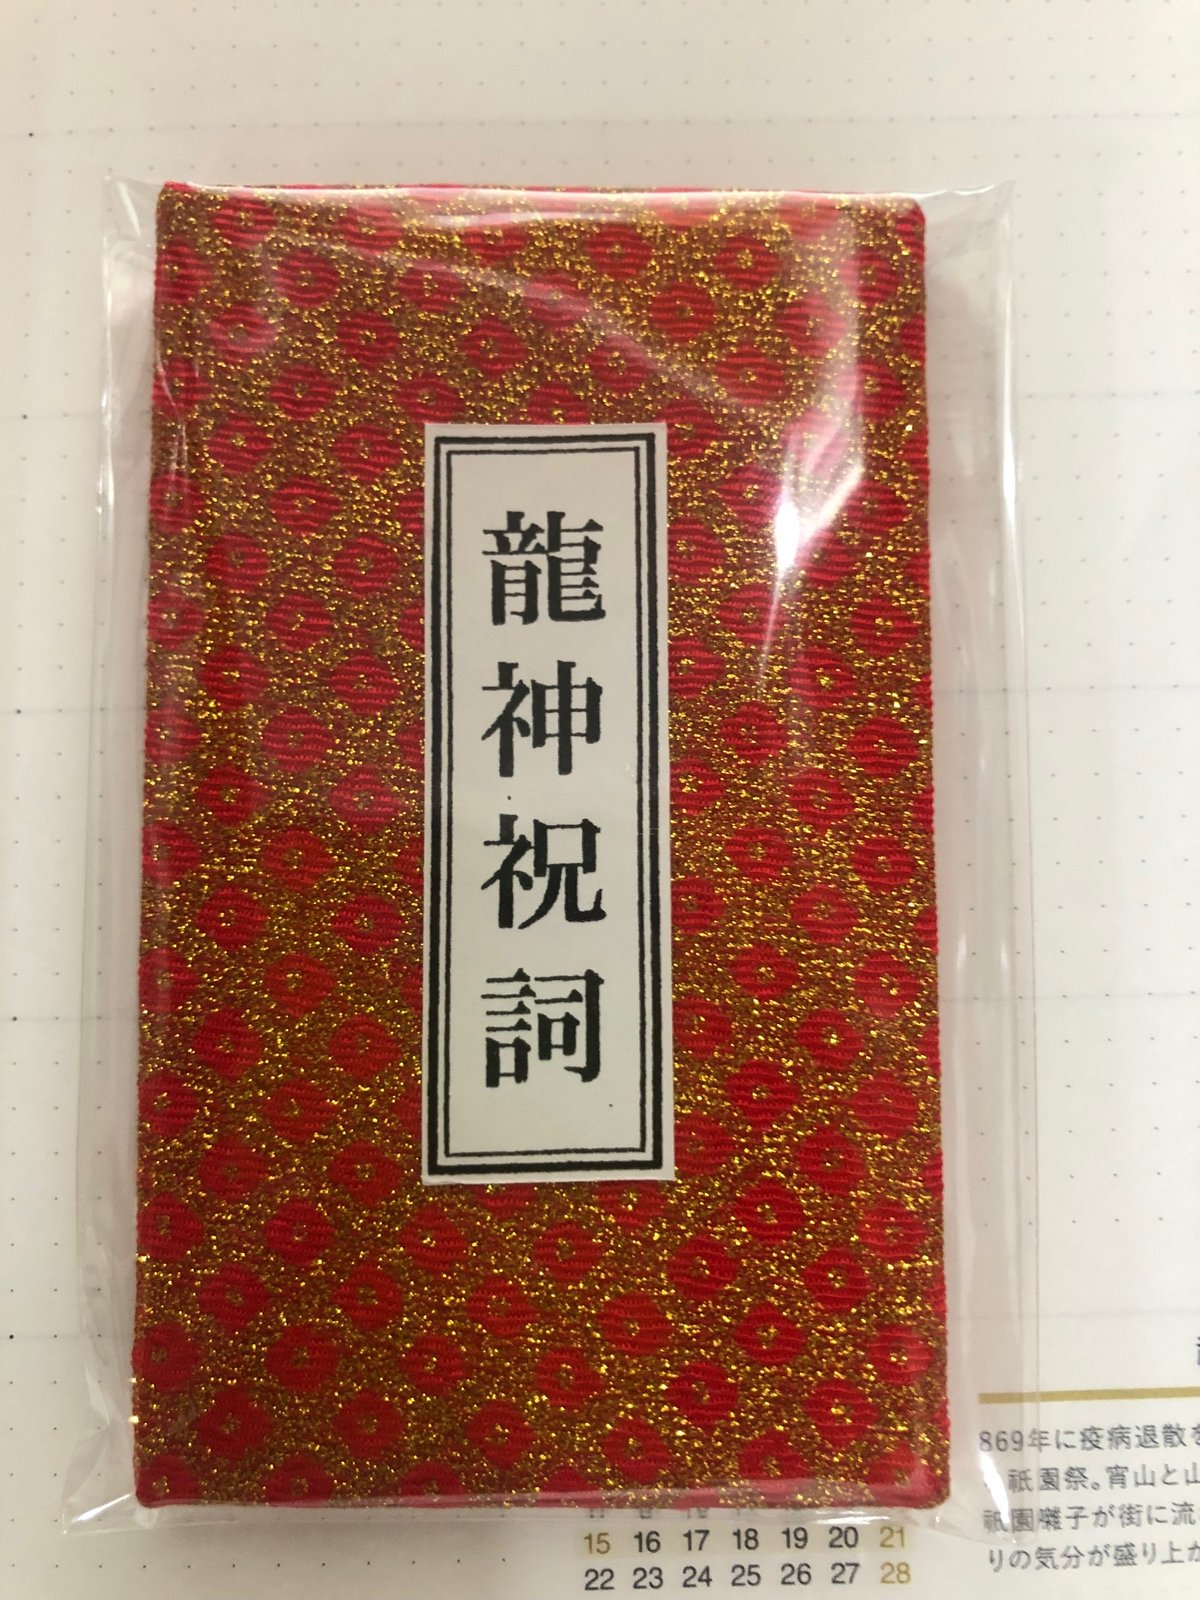 龍神祝詞
869年に疫病退散を
祇園祭。宵山と山
祇園囃子が街に流
りの気分が盛り上が
15 16 17 18 19 20 21
22 23 24 25 26 27 28